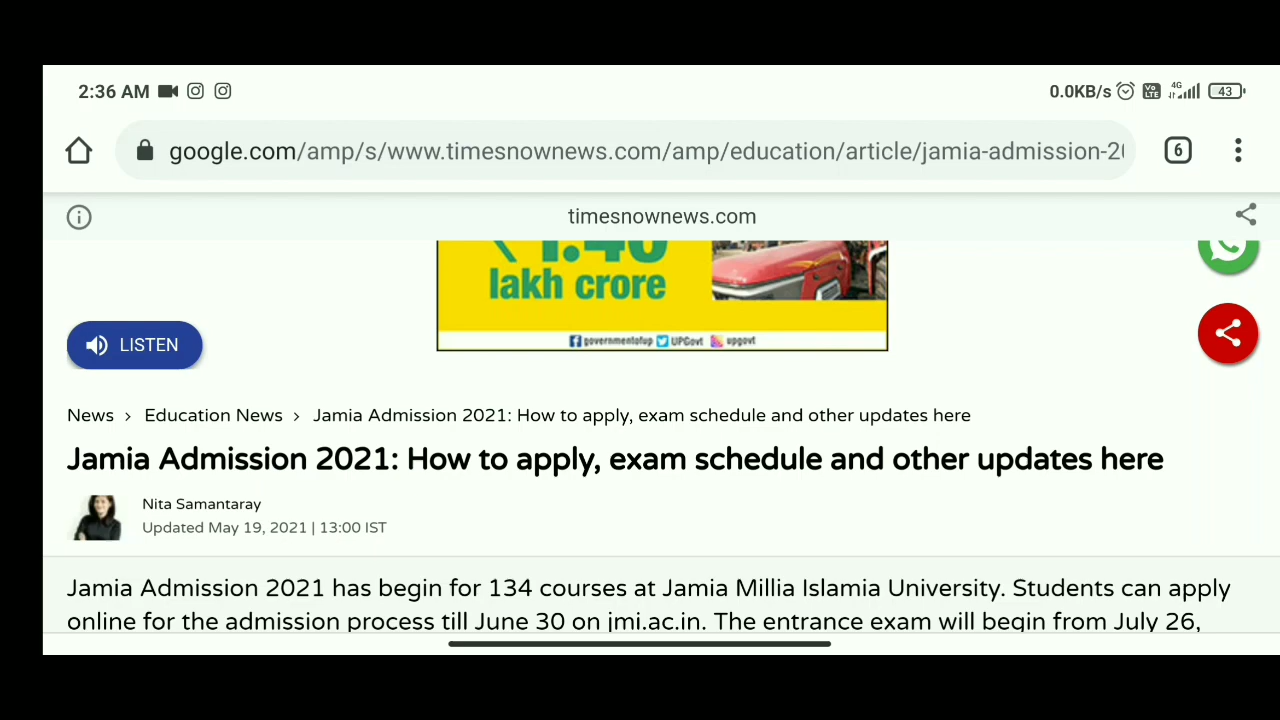 2:36 AM
0.0KB/s
4G
Vo
LTE
43
google.com/amp/s/www.timesnownews.com/amp/education/article/jamia-admission-2
6
timesnownews.com
lakh crore
governmentofup UPGovt upgovt
LISTEN
News > Education News > Jamia Admission 2021: How to apply, exam schedule and other updates here
Jamia Admission 2021: How to apply, exam schedule and other updates here
Nita Samantaray
Updated May 19, 2021 | 13:00 IST
Jamia Admission 2021 has begin for 134 courses at Jamia Millia Islamia University. Students can apply
online for the admission process till June 30 on jmi.ac.in. The entrance exam will begin from July 26,